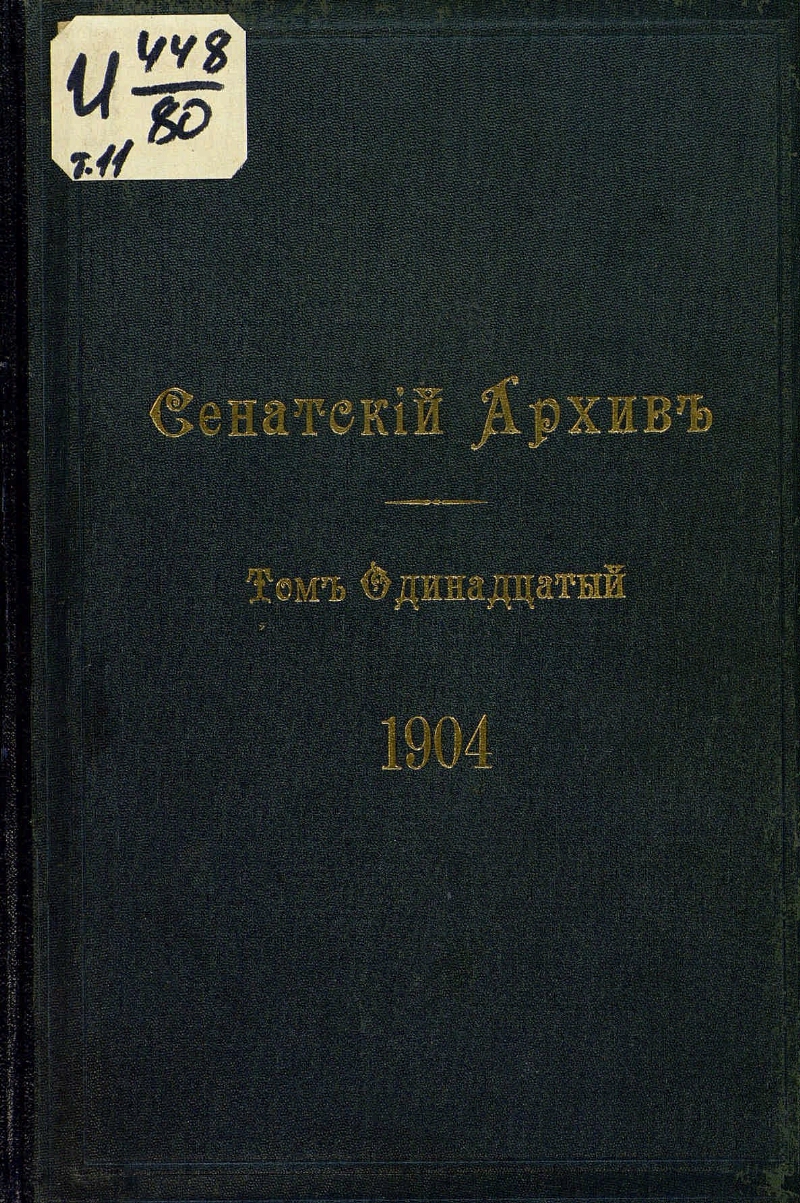 И 448
80
т.11
Сенатскій Архивъ
Томъ Одинадцатый
1904